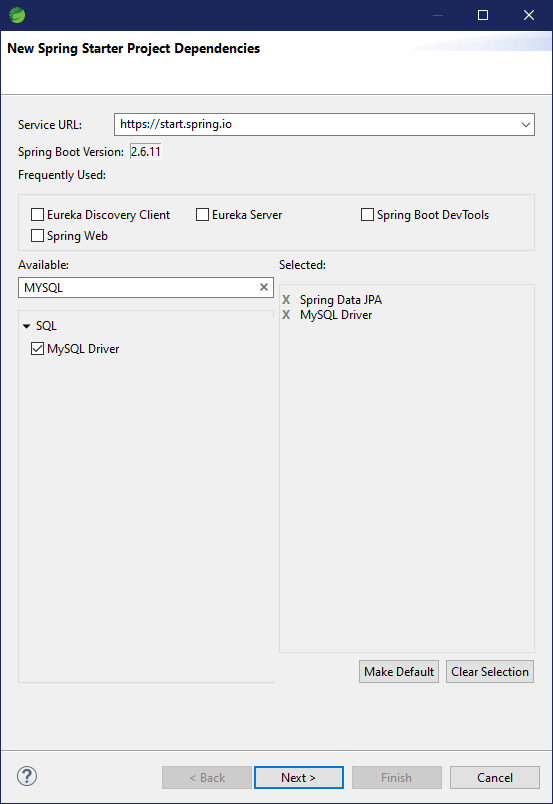 New Spring Starter Project Dependencies
Service URL: https://start.spring.io
Spring Boot Version: 2.6.11
Frequently Used:
Eureka Discovery Client Eureka Server Spring Boot DevTools
Spring Web
Available: Selected:
MYSQL
X Spring Data JPA
X MySQL Driver
SQL
MySQL Driver
Make Default Clear Selection
? < Back Next > Finish Cancel